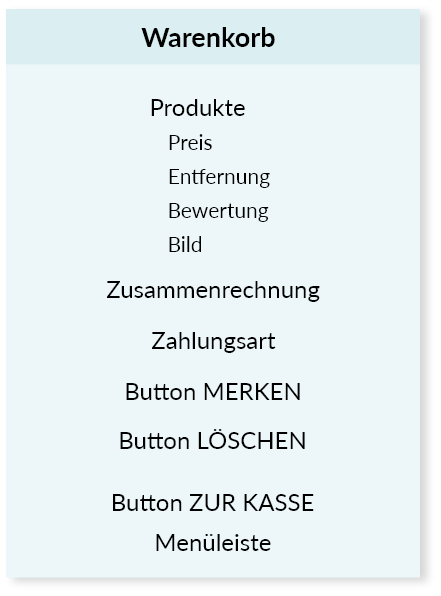 Warenkorb
Produkte
Preis
Entfernung
Bewertung
Bild
Zusammenrechnung
Zahlungsart
Button MERKEN
Button LÖSCHEN
Button ZUR KASSE
Menüleiste